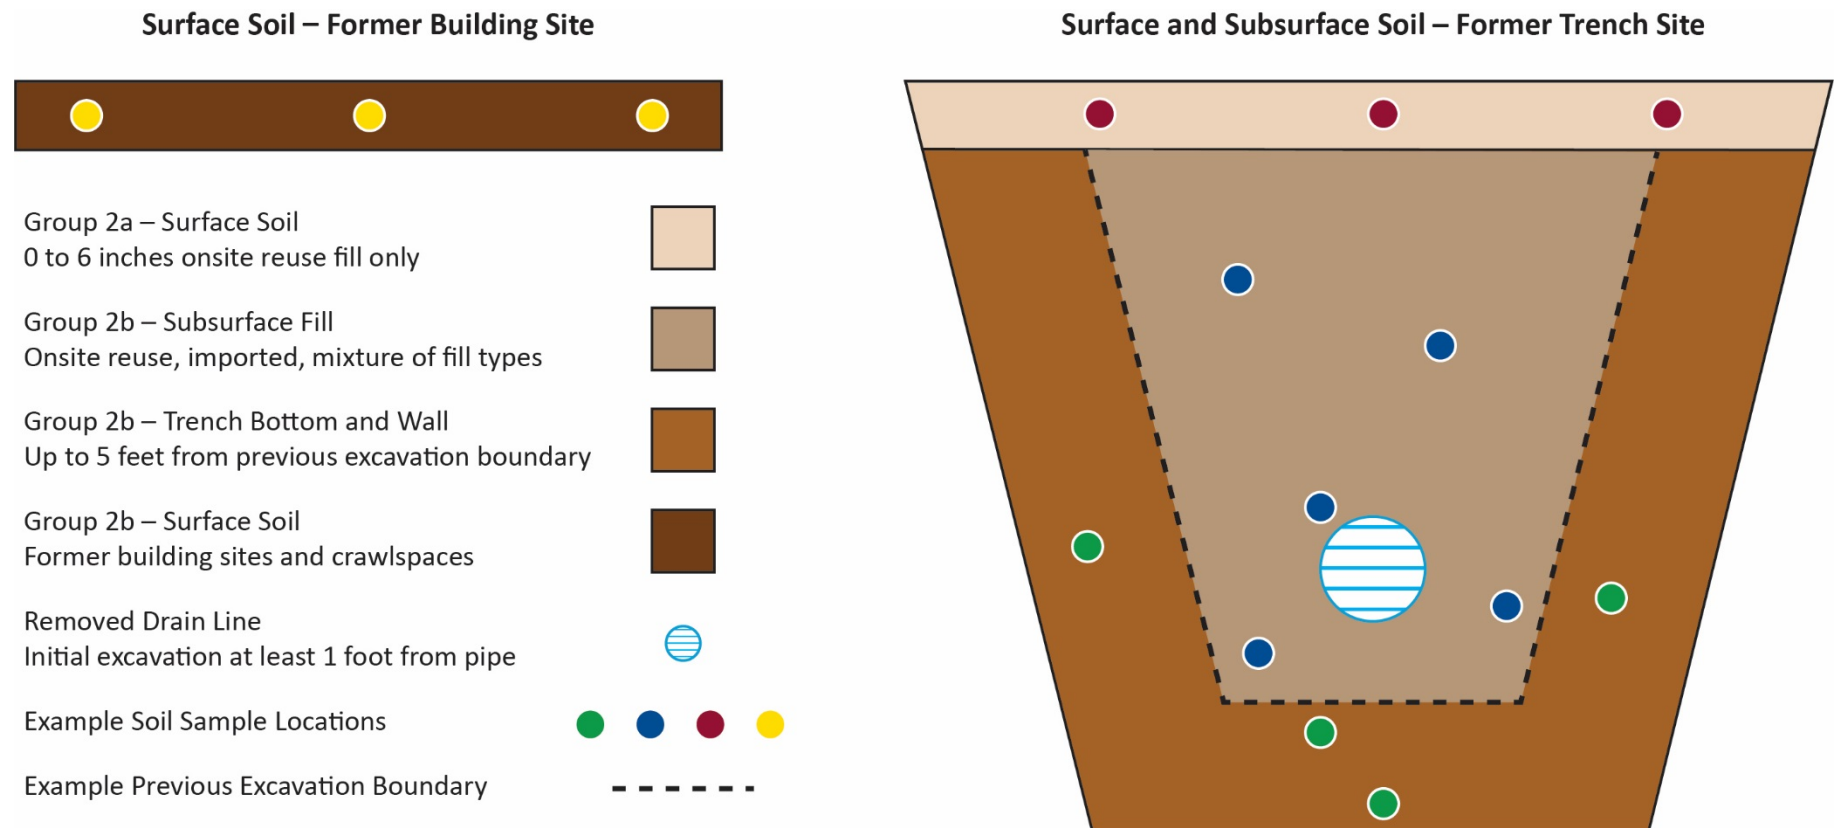 Surface Soil – Former Building Site
Surface and Subsurface Soil – Former Trench Site
Group 2a – Surface Soil
0 to 6 inches onsite reuse fill only
Group 2b – Subsurface Fill
Onsite reuse, imported, mixture of fill types
Group 2b – Trench Bottom and Wall
Up to 5 feet from previous excavation boundary
Group 2b – Surface Soil
Former building sites and crawlspaces
Removed Drain Line
Initial excavation at least 1 foot from pipe
Example Soil Sample Locations
Example Previous Excavation Boundary